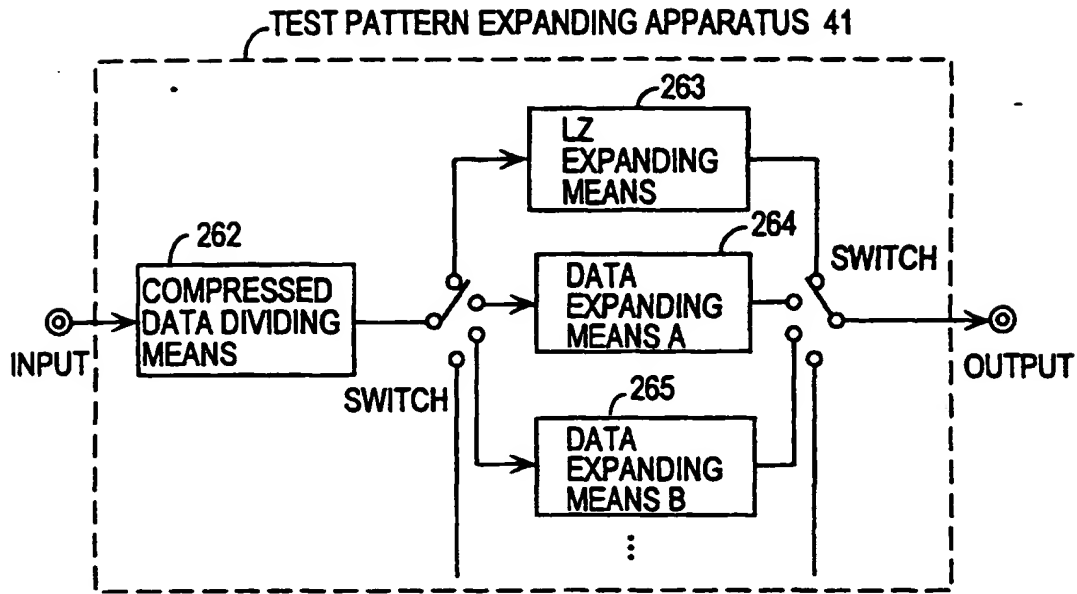 TEST PATTERN EXPANDING APPARATUS 41
263
LZ
EXPANDING
MEANS
262
COMPRESSED
DATA DIVIDING
MEANS
264
DATA
EXPANDING
MEANS A
SWITCH
INPUT
SWITCH
OUTPUT
265
DATA
EXPANDING
MEANS B
⋮